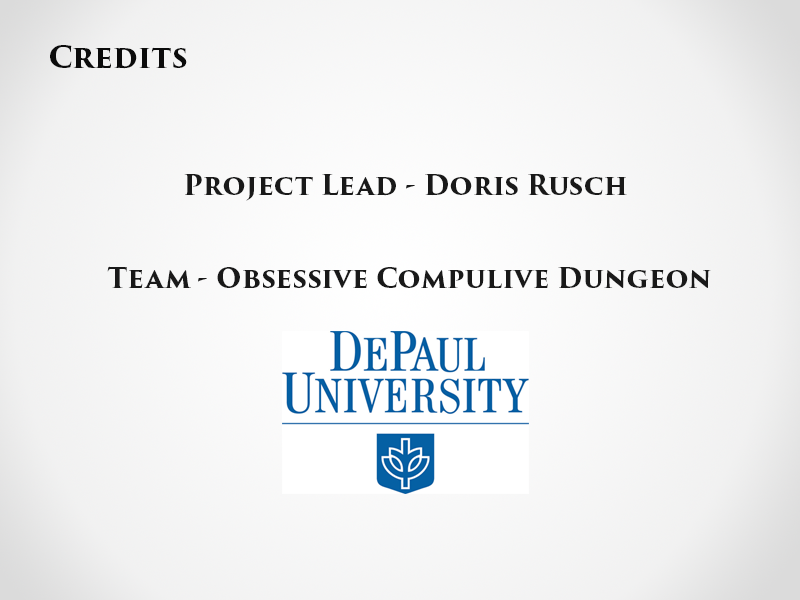 Credits
Project Lead - Doris Rusch
Team - Obsessive Compulive Dungeon
DePaul
University